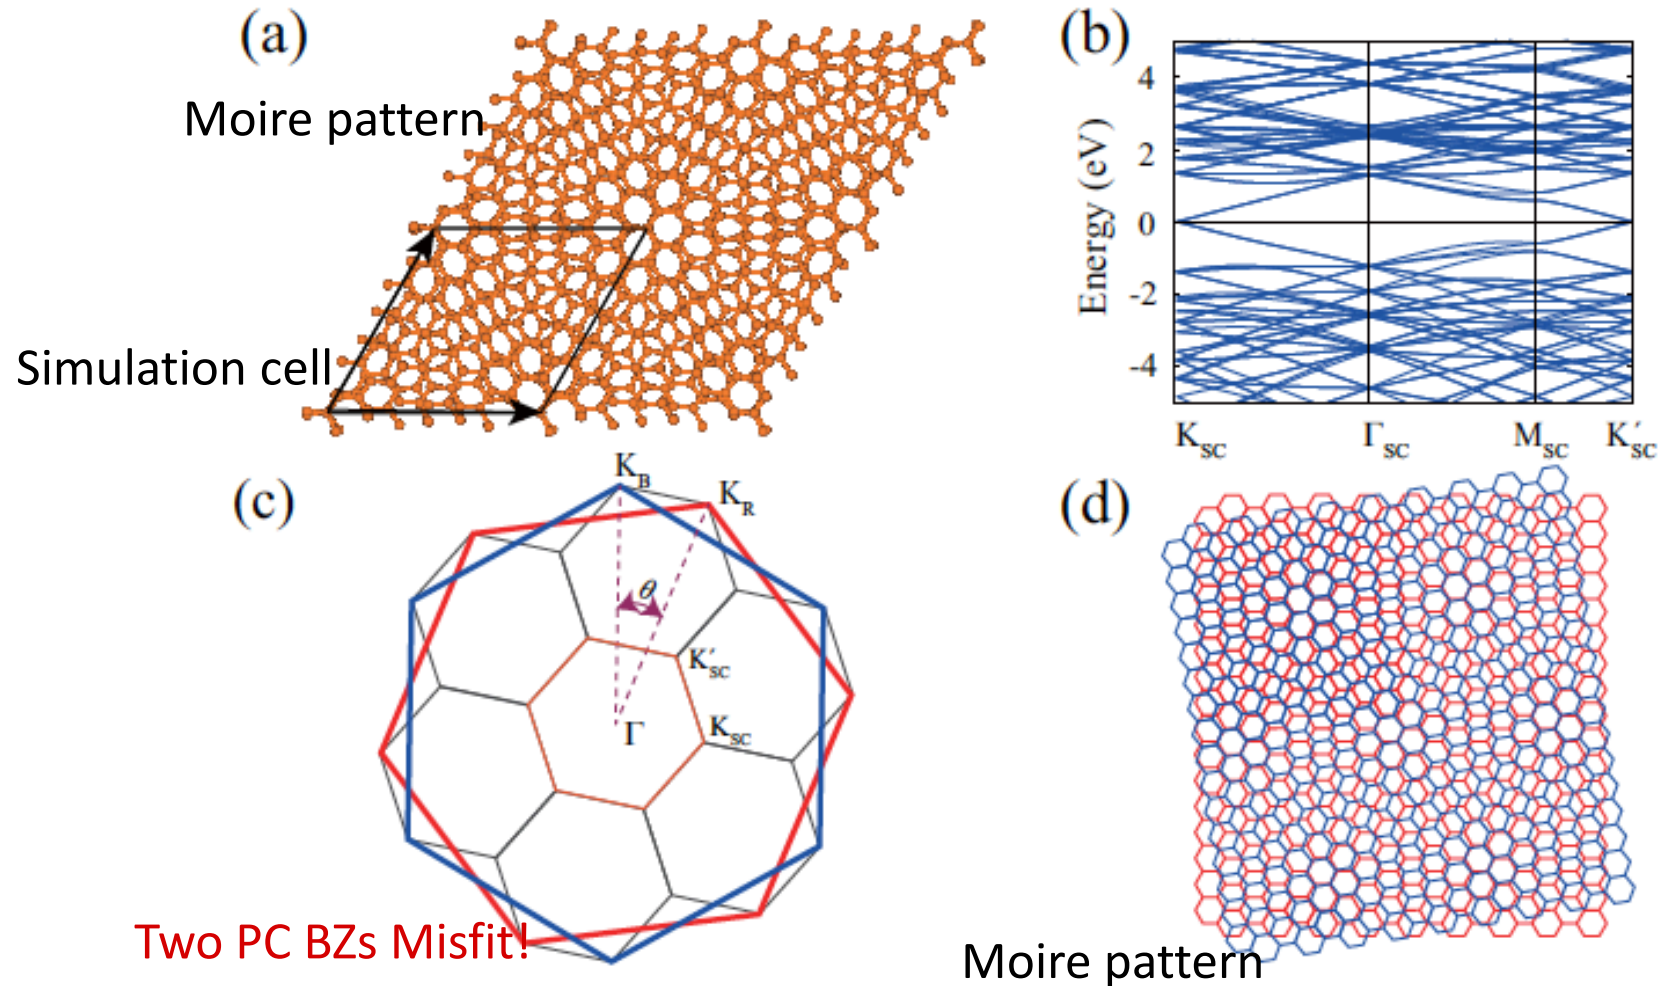 (a)
Moire pattern
Simulation cell
(b)
Energy (eV)
4
2
0
-2
-4
K_SC Γ_SC M_SC K′_SC
(c)
K_B
K_R
θ
K′_SC
Γ
K_SC
Two PC BZs Misfit!
(d)
Moire pattern